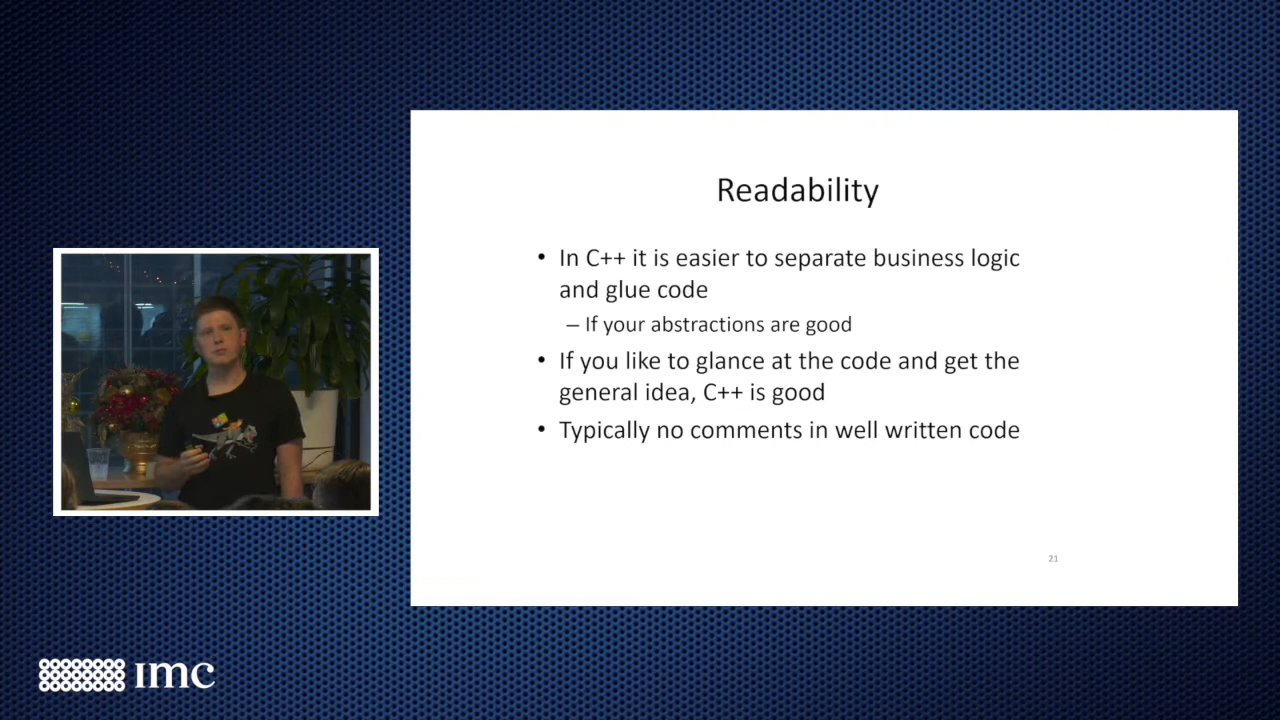 Readability
• In C++ it is easier to separate business logic
and glue code
– If your abstractions are good
• If you like to glance at the code and get the
general idea, C++ is good
• Typically no comments in well written code
21
imc